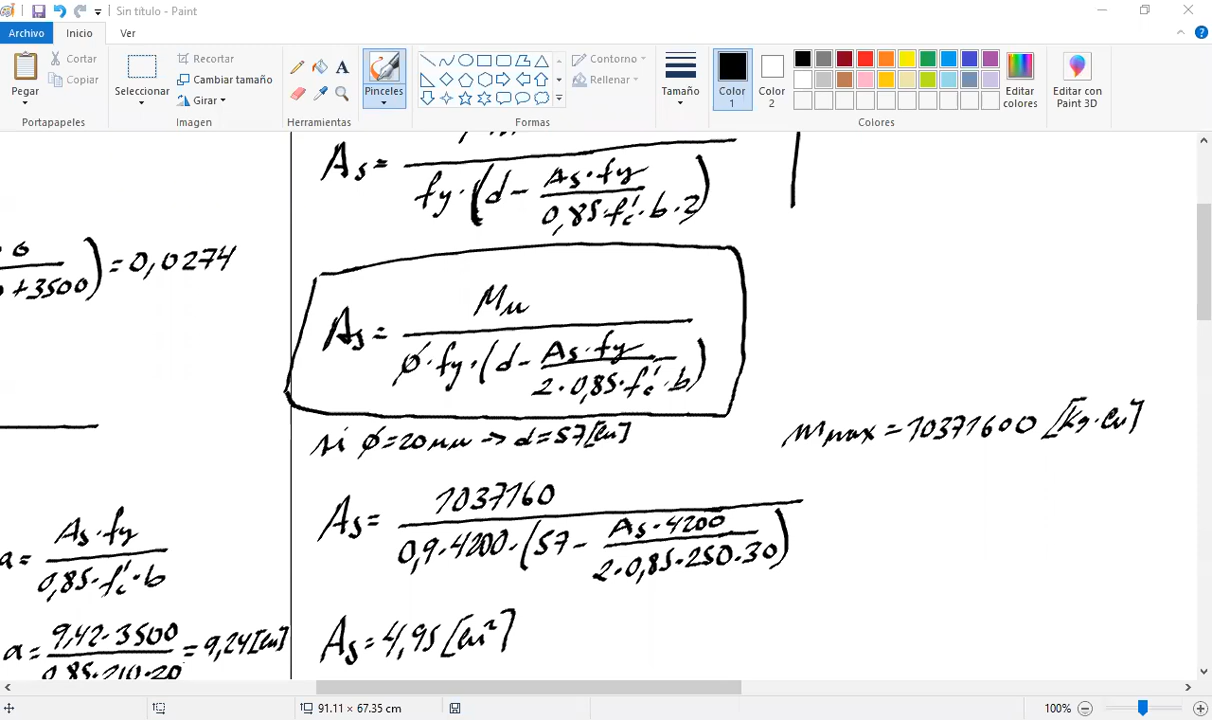 Sin título - Paint
Archivo Inicio Ver
Pegar
Cortar
Copiar
Portapapeles
Seleccionar
Recortar
Cambiar tamaño
Girar
Imagen
Herramientas
Pinceles
Contorno
Rellenar
Formas
Tamaño
Color 1
Color 2
Editar colores
Editar con Paint 3D
Colores
As = / fy·(d - As·fy / 0,85·f'c·b·2)
+3500) = 0,0274
As = Mu / ϕ·fy·(d - As·fy / 2·0,85·f'c·b)
si ϕ=20mm → d=57[cm]
Mmax = 10371600 [kg·cm]
As = 1037160 / 0,9·4200·(57 - As·4200 / 2·0,85·250·30)
As = 4,95 [cm²]
a = As·fy / 0,85·f'c·b
a = 9,42·3500 / 0,85·210·20 = 9,24[cm]
91.11 × 67.35 cm
100%